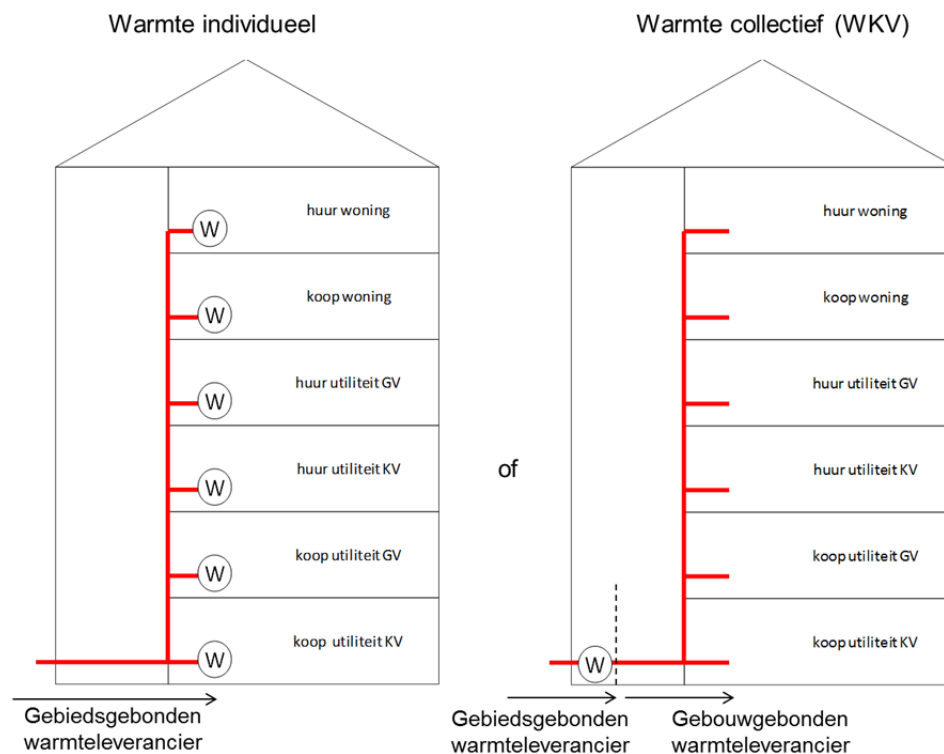 Warmte individueel
huur woning
W
koop woning
W
huur utiliteit GV
W
huur utiliteit KV
W
koop utiliteit GV
W
koop utiliteit KV
W
Gebiedsgebonden
warmteleverancier
of
Warmte collectief (WKV)
huur woning
koop woning
huur utiliteit GV
huur utiliteit KV
koop utiliteit GV
koop utiliteit KV
W
Gebiedsgebonden
warmteleverancier
Gebouwgebonden
warmteleverancier